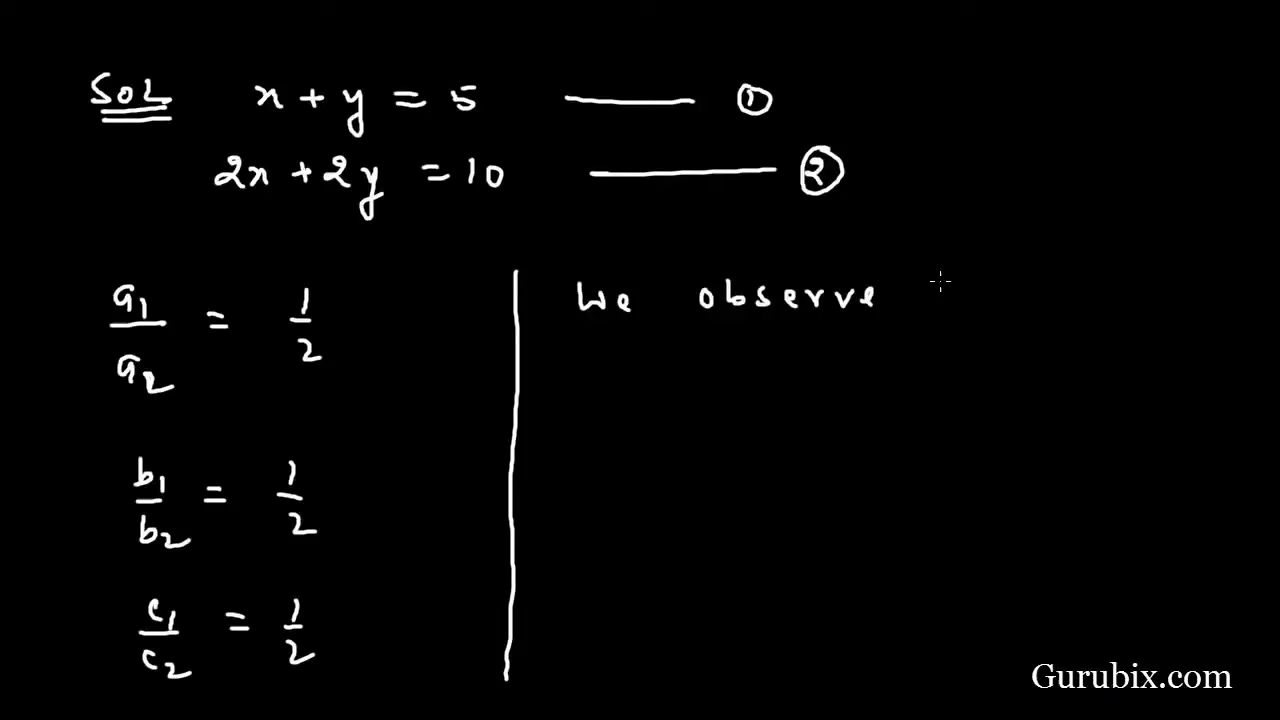 SOL x + y = 5 ——— ①
2x + 2y = 10 ——— ②
a₁/a₂ = 1/2
b₁/b₂ = 1/2
c₁/c₂ = 1/2
We observe
Gurubix.com